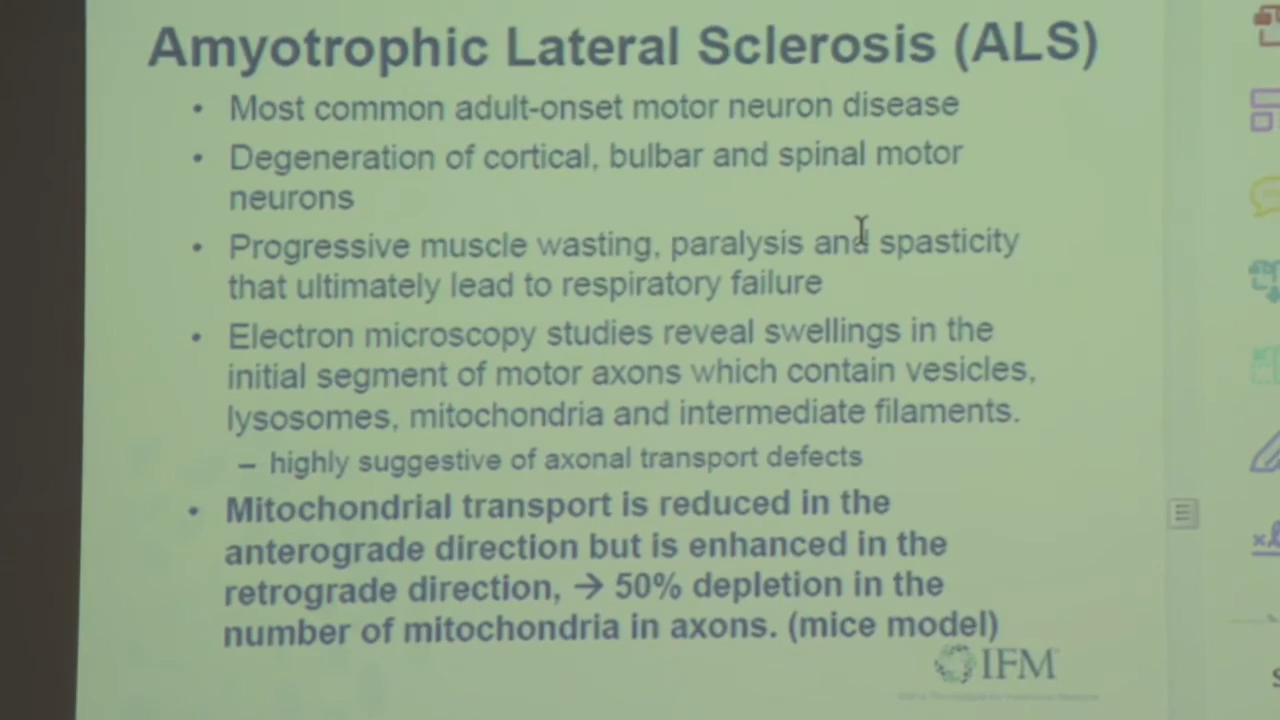 Amyotrophic Lateral Sclerosis (ALS)
• Most common adult-onset motor neuron disease
• Degeneration of cortical, bulbar and spinal motor
neurons
• Progressive muscle wasting, paralysis and spasticity
that ultimately lead to respiratory failure
• Electron microscopy studies reveal swellings in the
initial segment of motor axons which contain vesicles,
lysosomes, mitochondria and intermediate filaments.
– highly suggestive of axonal transport defects
• Mitochondrial transport is reduced in the
anterograde direction but is enhanced in the
retrograde direction, → 50% depletion in the
number of mitochondria in axons. (mice model)
IFM